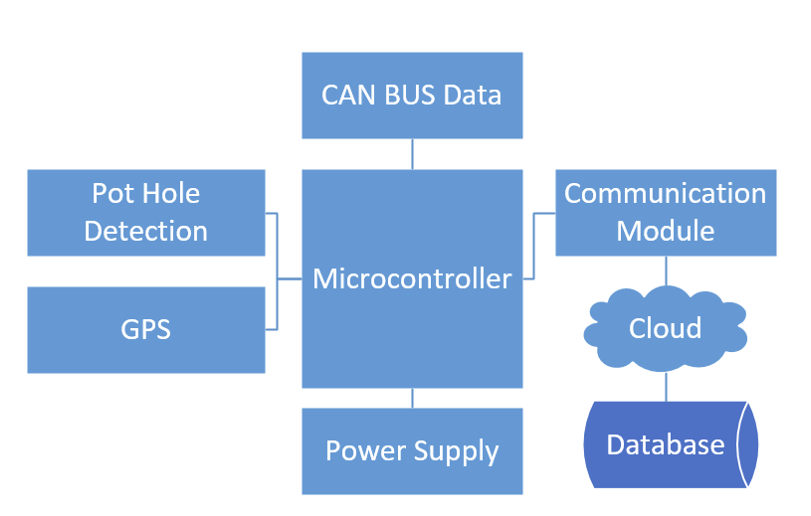 CAN BUS Data
Pot Hole
Detection
Communication
Module
Microcontroller
GPS
Cloud
Power Supply
Database